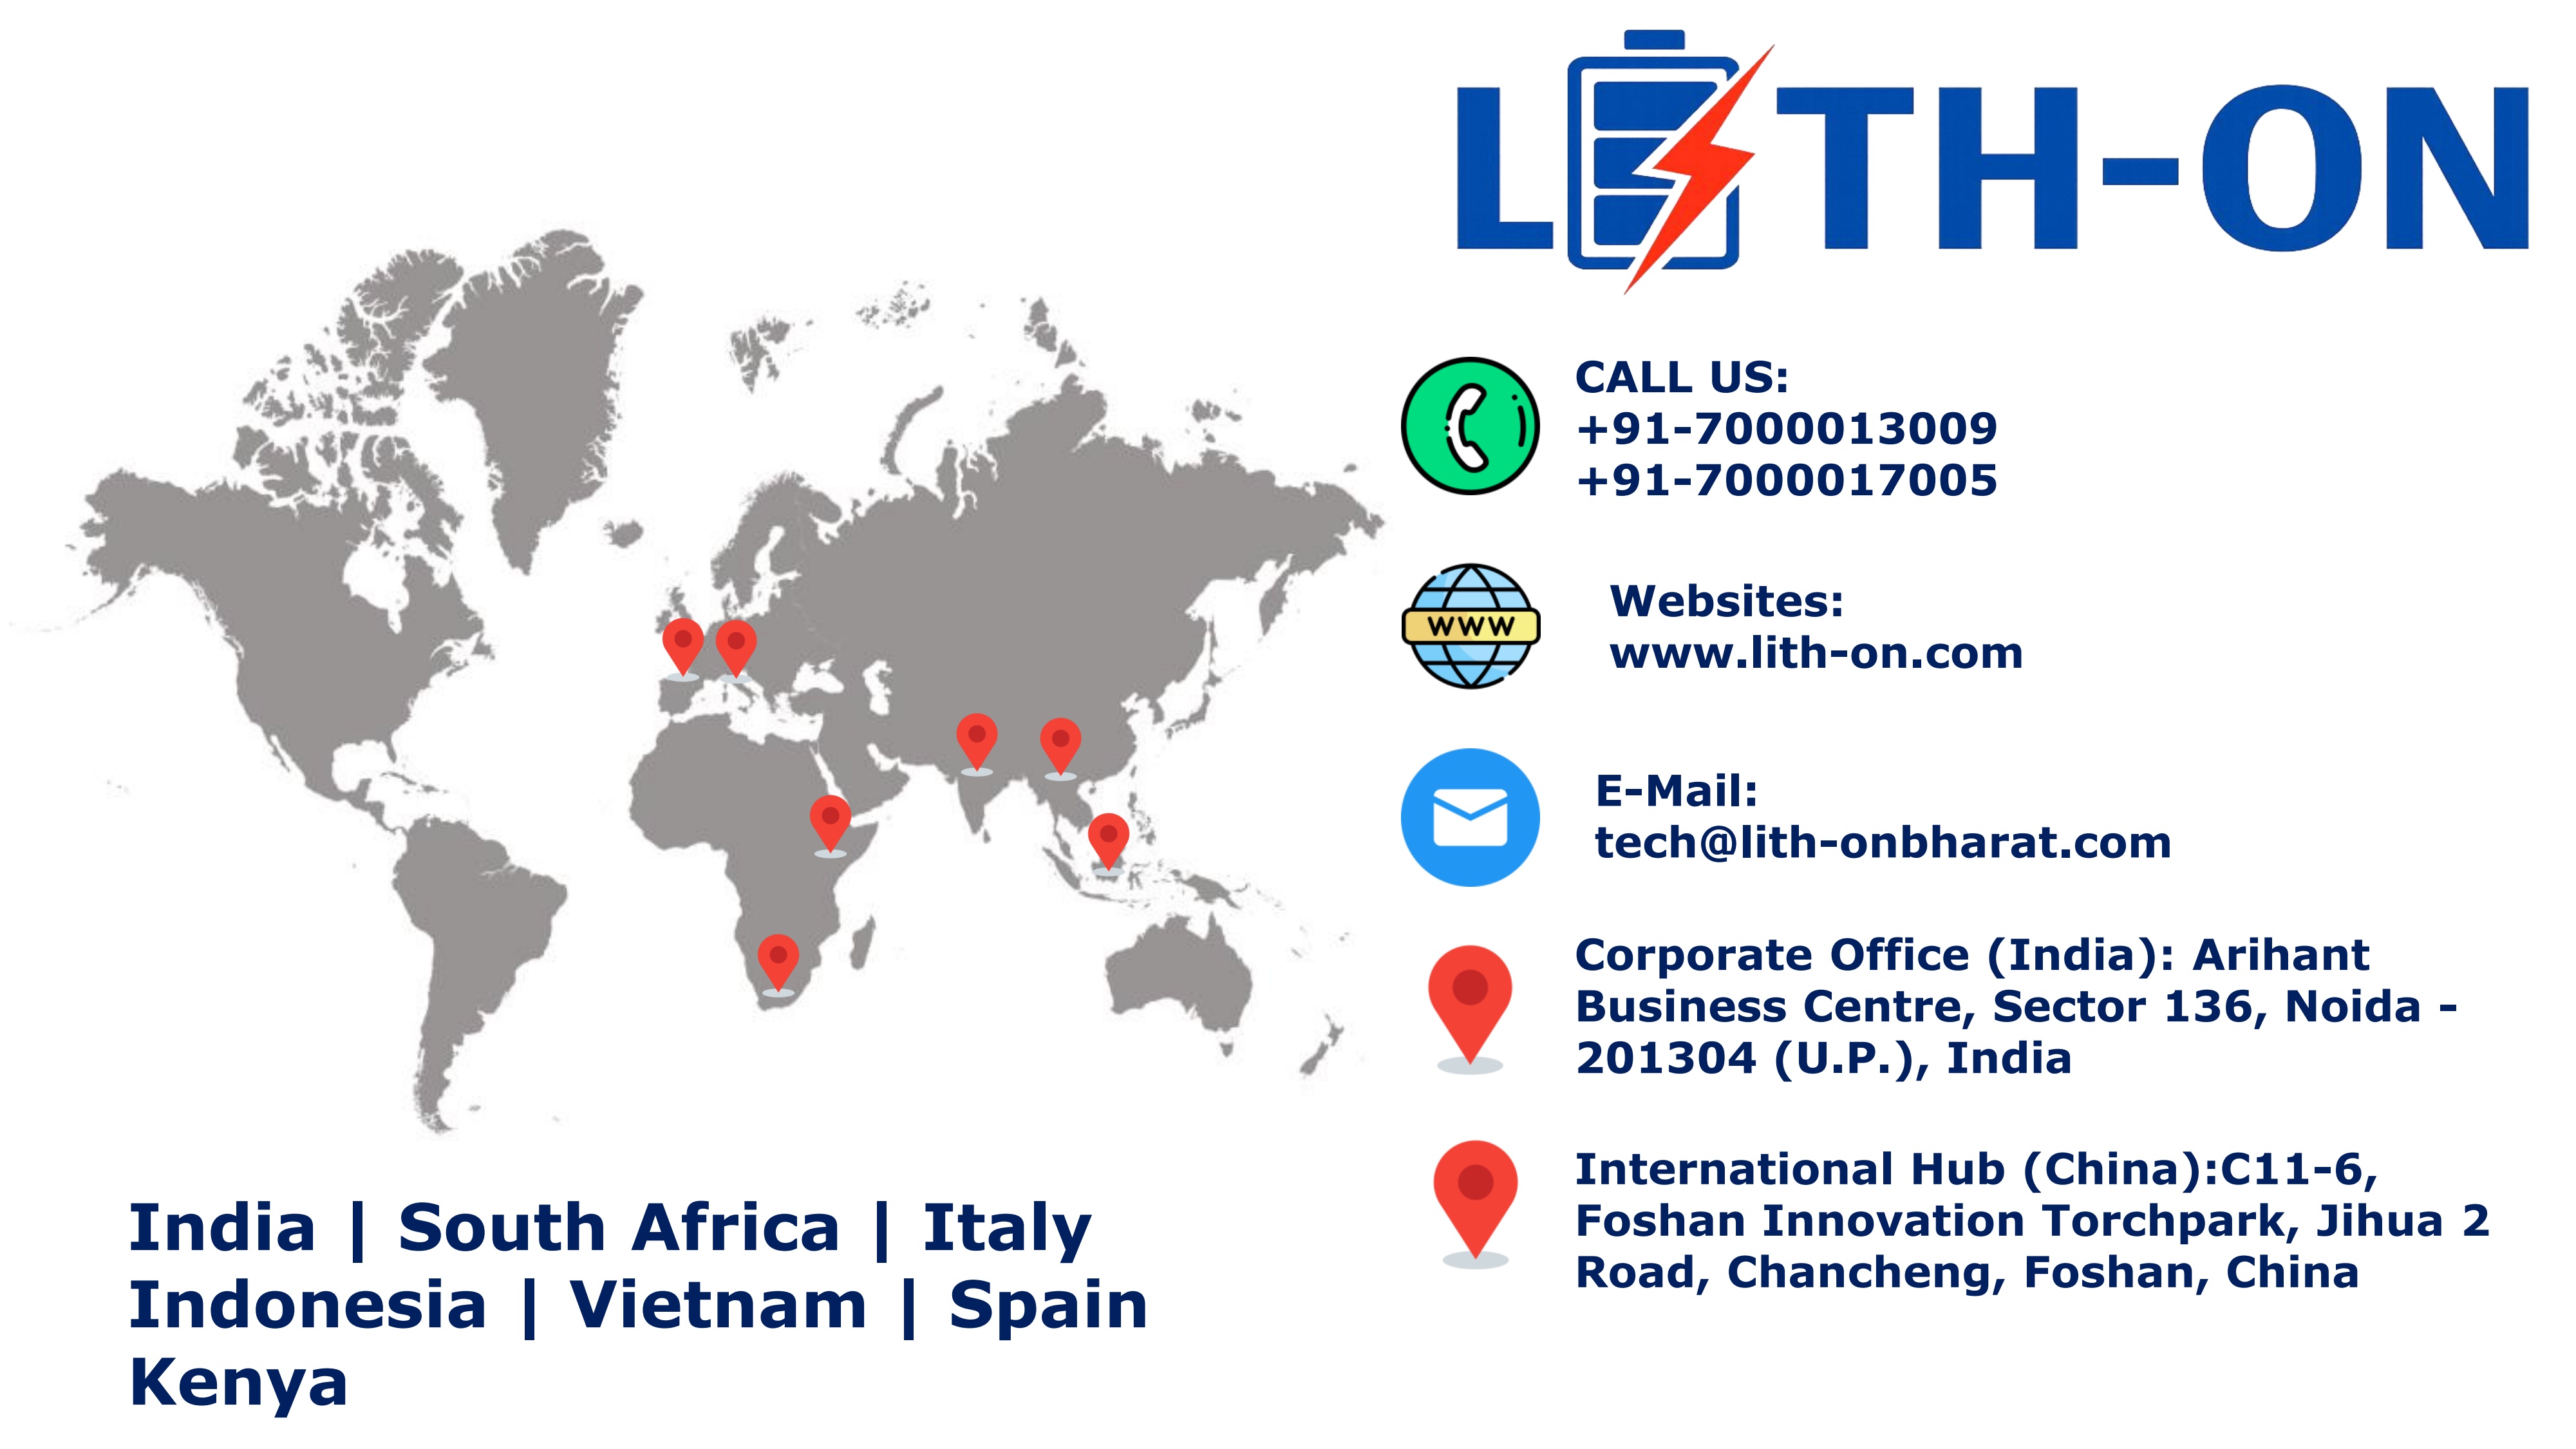 LITH-ON
CALL US:
+91-7000013009
+91-7000017005
WWW
Websites:
www.lith-on.com
E-Mail:
tech@lith-onbharat.com
Corporate Office (India): Arihant
Business Centre, Sector 136, Noida -
201304 (U.P.), India
International Hub (China):C11-6,
Foshan Innovation Torchpark, Jihua 2
Road, Chancheng, Foshan, China
India | South Africa | Italy
Indonesia | Vietnam | Spain
Kenya